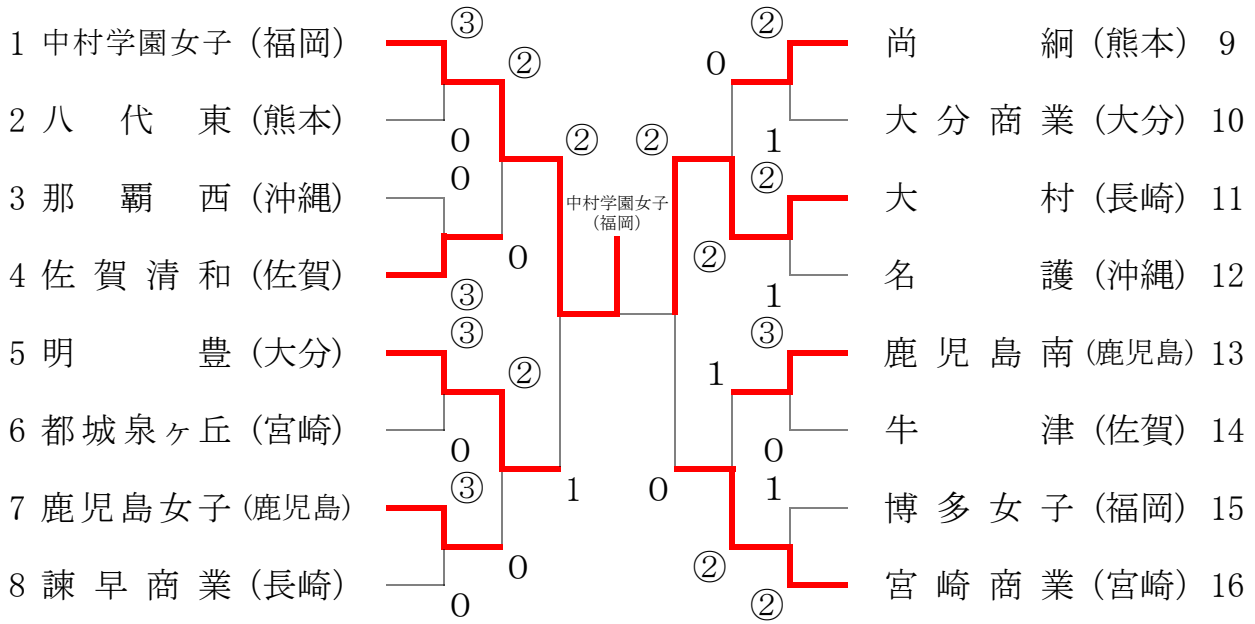 1 中村学園女子 (福岡)
2 八代東 (熊本)
3 那覇西 (沖縄)
4 佐賀清和 (佐賀)
5 明豊 (大分)
6 都城泉ヶ丘 (宮崎)
7 鹿児島女子 (鹿児島)
8 諫早商業 (長崎)
③
0
0
③
③
0
③
0
②
0
②
0
②
1
中村学園女子
(福岡)
②
0
0
②
1
②
②
1
②
1
③
0
1
②
尚絅 (熊本) 9
大分商業 (大分) 10
大村 (長崎) 11
名護 (沖縄) 12
鹿児島南 (鹿児島) 13
牛津 (佐賀) 14
博多女子 (福岡) 15
宮崎商業 (宮崎) 16